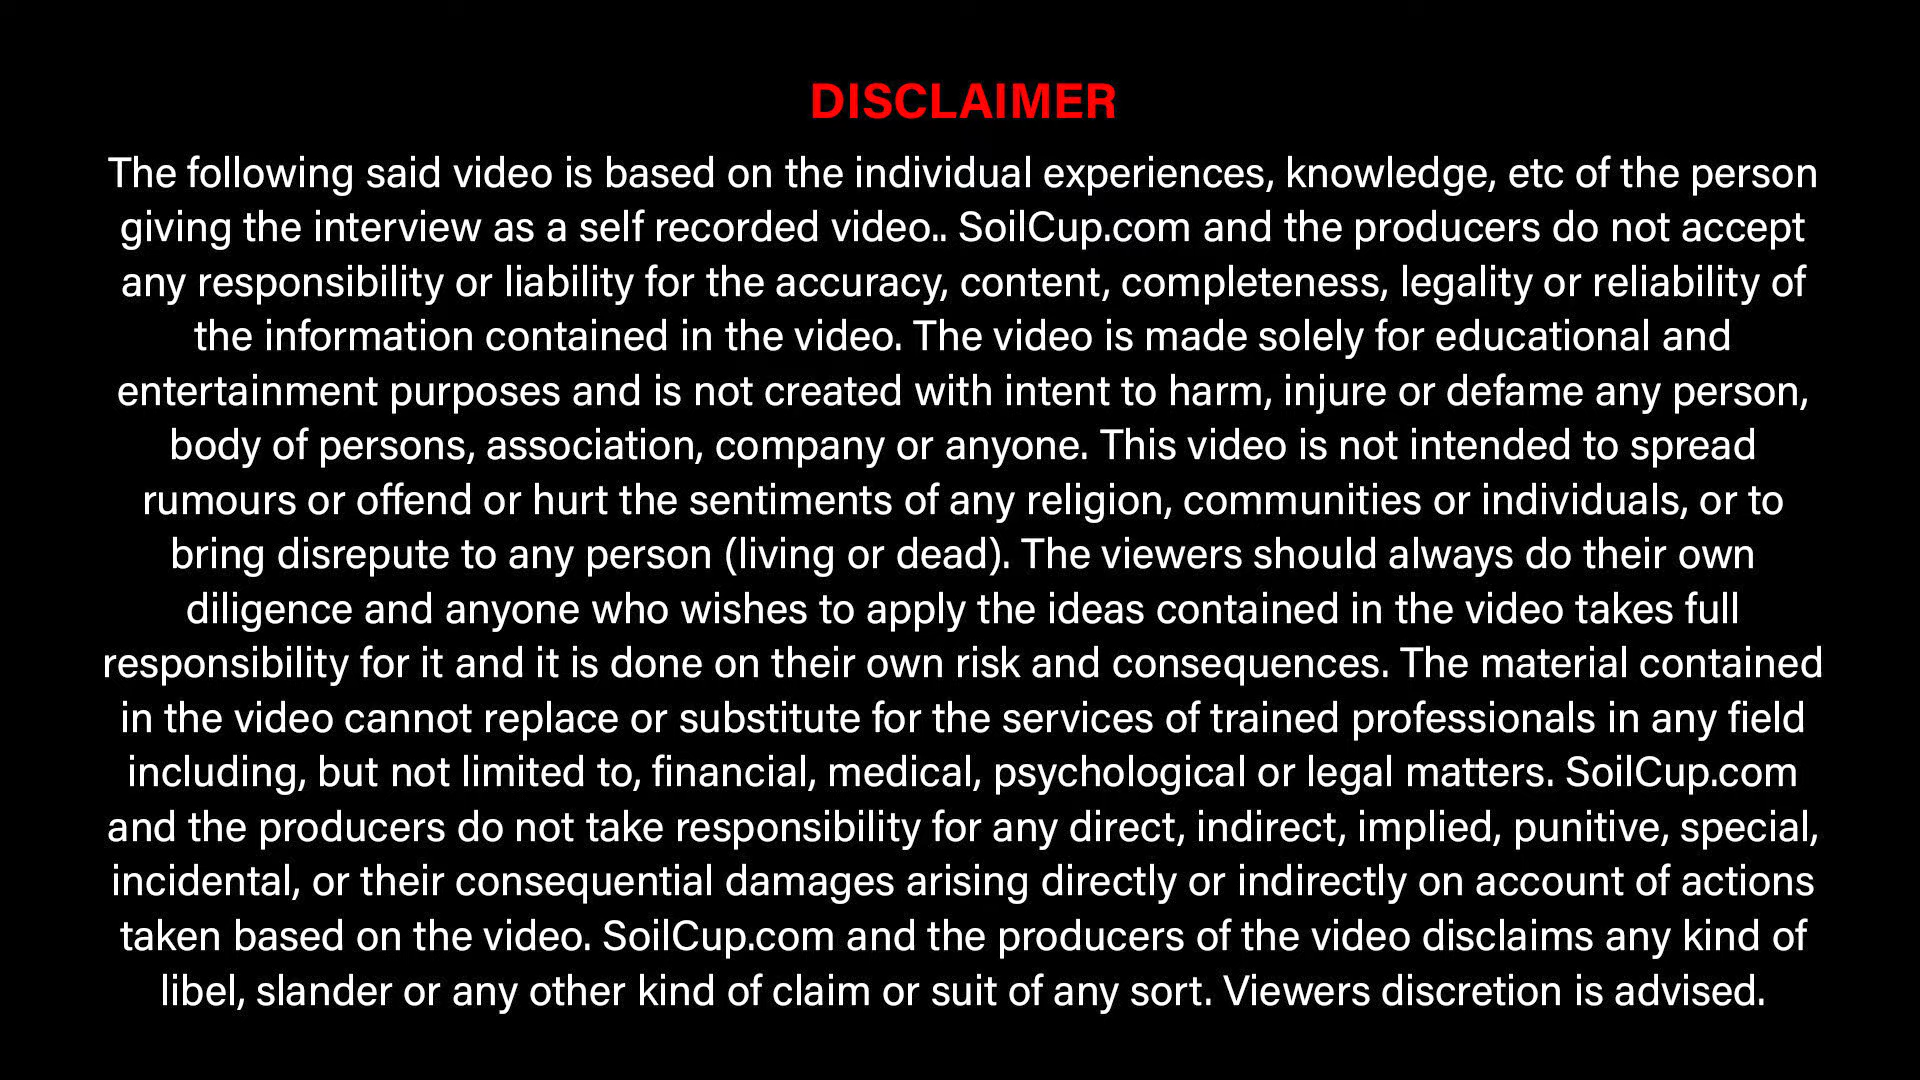 DISCLAIMER
The following said video is based on the individual experiences, knowledge, etc of the person
giving the interview as a self recorded video.. SoilCup.com and the producers do not accept
any responsibility or liability for the accuracy, content, completeness, legality or reliability of
the information contained in the video. The video is made solely for educational and
entertainment purposes and is not created with intent to harm, injure or defame any person,
body of persons, association, company or anyone. This video is not intended to spread
rumours or offend or hurt the sentiments of any religion, communities or individuals, or to
bring disrepute to any person (living or dead). The viewers should always do their own
diligence and anyone who wishes to apply the ideas contained in the video takes full
responsibility for it and it is done on their own risk and consequences. The material contained
in the video cannot replace or substitute for the services of trained professionals in any field
including, but not limited to, financial, medical, psychological or legal matters. SoilCup.com
and the producers do not take responsibility for any direct, indirect, implied, punitive, special,
incidental, or their consequential damages arising directly or indirectly on account of actions
taken based on the video. SoilCup.com and the producers of the video disclaims any kind of
libel, slander or any other kind of claim or suit of any sort. Viewers discretion is advised.